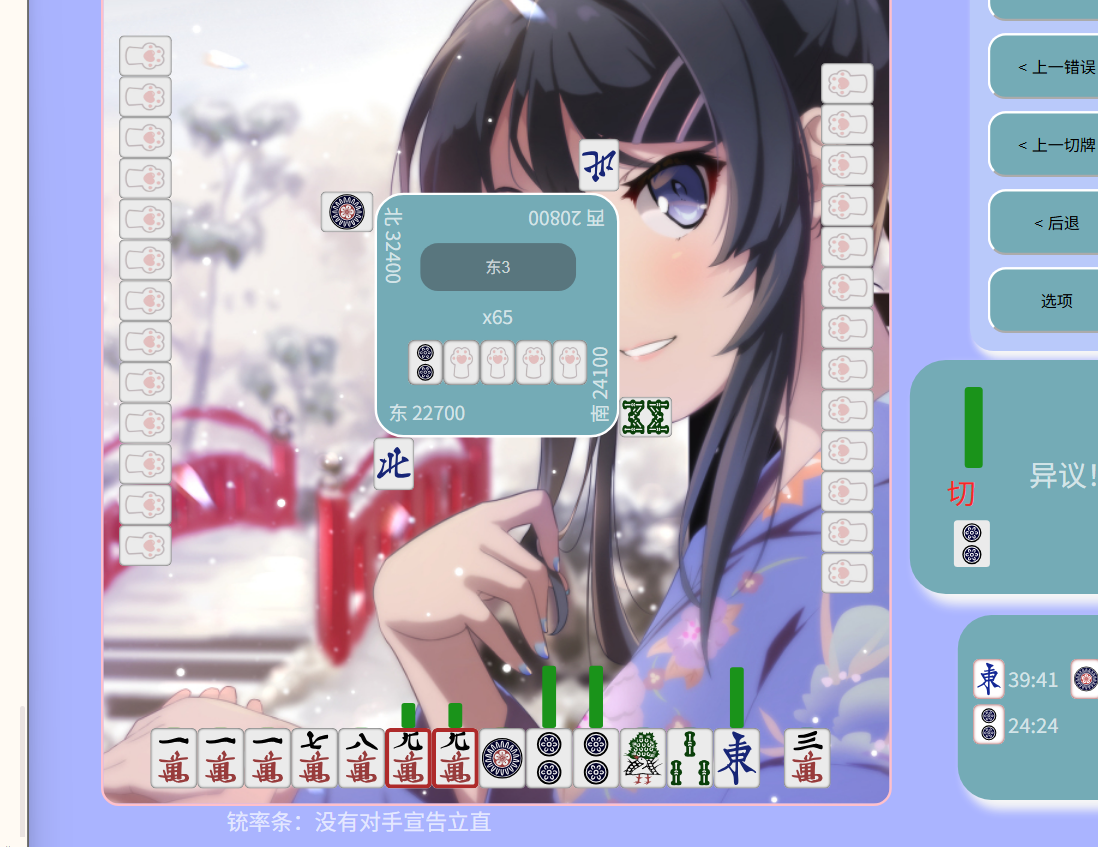 < 上一错误
< 上一切牌
< 后退
选项
北
北 32400
西 20800
东3
x65
南 24100
东 22700
北
切
异议!
東 39:41
24:24
一萬
一萬
一萬
七萬
八萬
九萬
九萬
東
三萬
铳率条：没有对手宣告立直